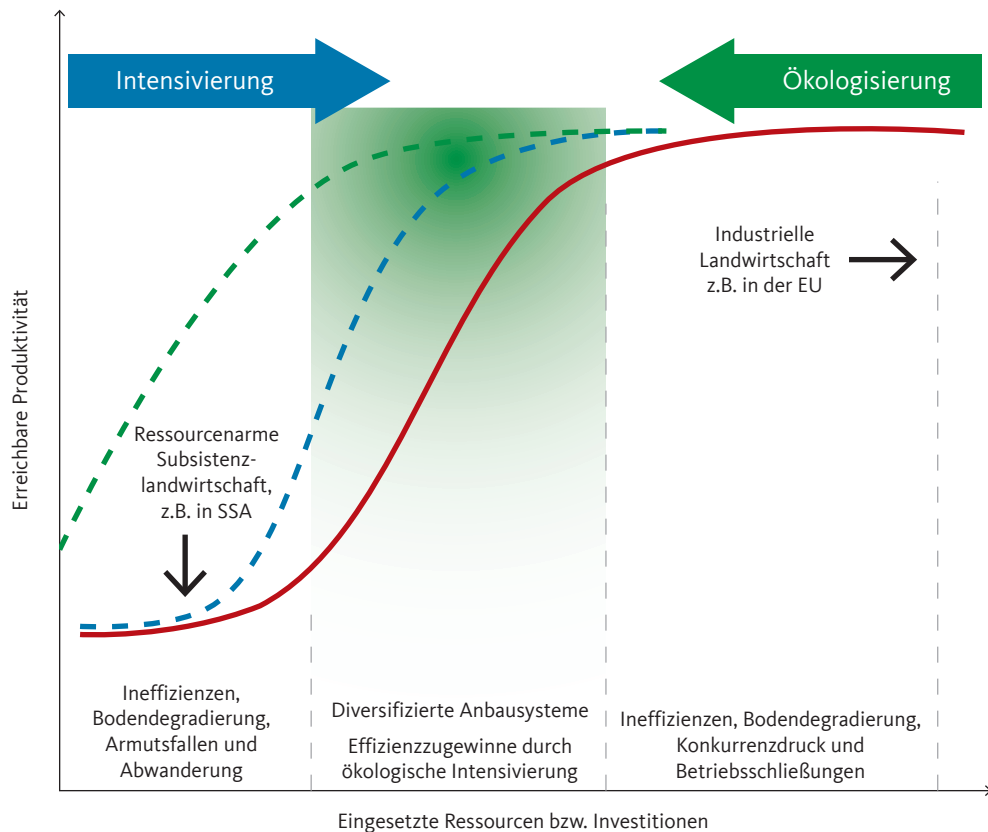 Intensivierung
Ökologisierung
Industrielle
Landwirtschaft
z.B. in der EU
Erreichbare Produktivität
Ressourcenarme
Subsistenz-
landwirtschaft,
z.B. in SSA
Ineffizienzen,
Bodendegradierung,
Armutsfallen und
Abwanderung
Diversifizierte Anbausysteme
Effizienzzugewinne durch
ökologische Intensivierung
Ineffizienzen, Bodendegradierung,
Konkurrenzdruck und
Betriebsschließungen
Eingesetzte Ressourcen bzw. Investitionen